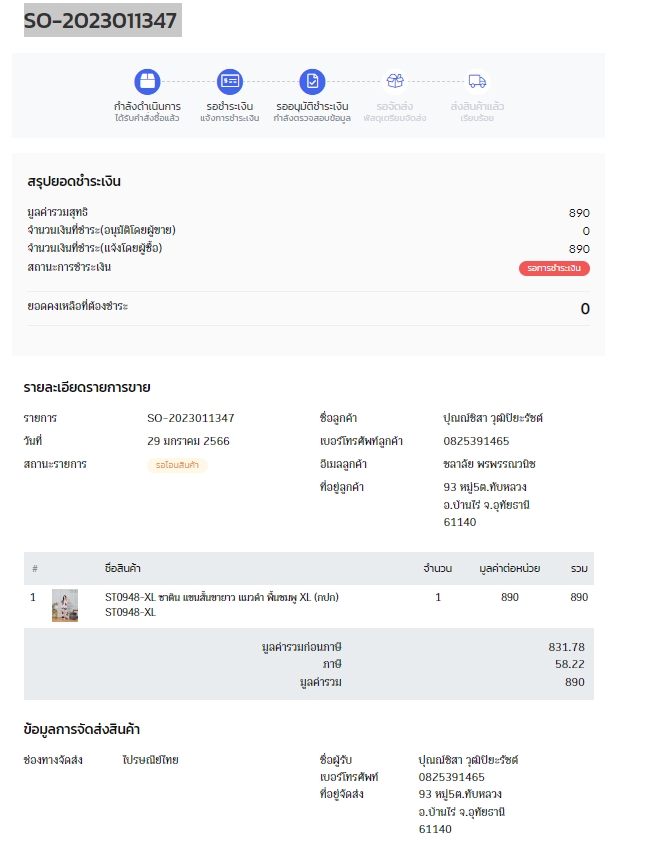 SO-2023011347
กำลังดำเนินการ รอชำระเงิน รออนุมัติชำระเงิน รอจัดส่ง ส่งสินค้าแล้ว
ได้รับคำสั่งซื้อแล้ว แจ้งการชำระเงิน กำลังตรวจสอบข้อมูล พัสดุเตรียมจัดส่ง เรียบร้อย
สรุปยอดชำระเงิน
มูลค่ารวมสุทธิ 890
จำนวนเงินที่ชำระ(อนุมัติโดยผู้ขาย) 0
จำนวนเงินที่ชำระ(แจ้งโดยผู้ซื้อ) 890
สถานะการชำระเงิน รอการชำระเงิน
ยอดคงเหลือที่ต้องชำระ 0
รายละเอียดรายการขาย
รายการ SO-2023011347 ชื่อลูกค้า ปุณณ์ชิสา วุฒิปิยะรัชต์
วันที่ 29 มกราคม 2566 เบอร์โทรศัพท์ลูกค้า 0825391465
สถานะรายการ รอโอนสินค้า อีเมลลูกค้า ชลาลัย พรพรรณวนิช
ที่อยู่ลูกค้า 93 หมู่5ต.ทับหลวง
อ.บ้านไร่ จ.อุทัยธานี
61140
# ชื่อสินค้า จำนวน มูลค่าต่อหน่วย รวม
1 ST0948-XL ซาติน แขนสั้นขายาว แมวดำ พื้นชมพู XL (กปก) 1 890 890
ST0948-XL
มูลค่ารวมก่อนภาษี 831.78
ภาษี 58.22
มูลค่ารวม 890
ข้อมูลการจัดส่งสินค้า
ช่องทางจัดส่ง ไปรษณีย์ไทย ชื่อผู้รับ ปุณณ์ชิสา วุฒิปิยะรัชต์
เบอร์โทรศัพท์ 0825391465
ที่อยู่จัดส่ง 93 หมู่5ต.ทับหลวง
อ.บ้านไร่ จ.อุทัยธานี
61140